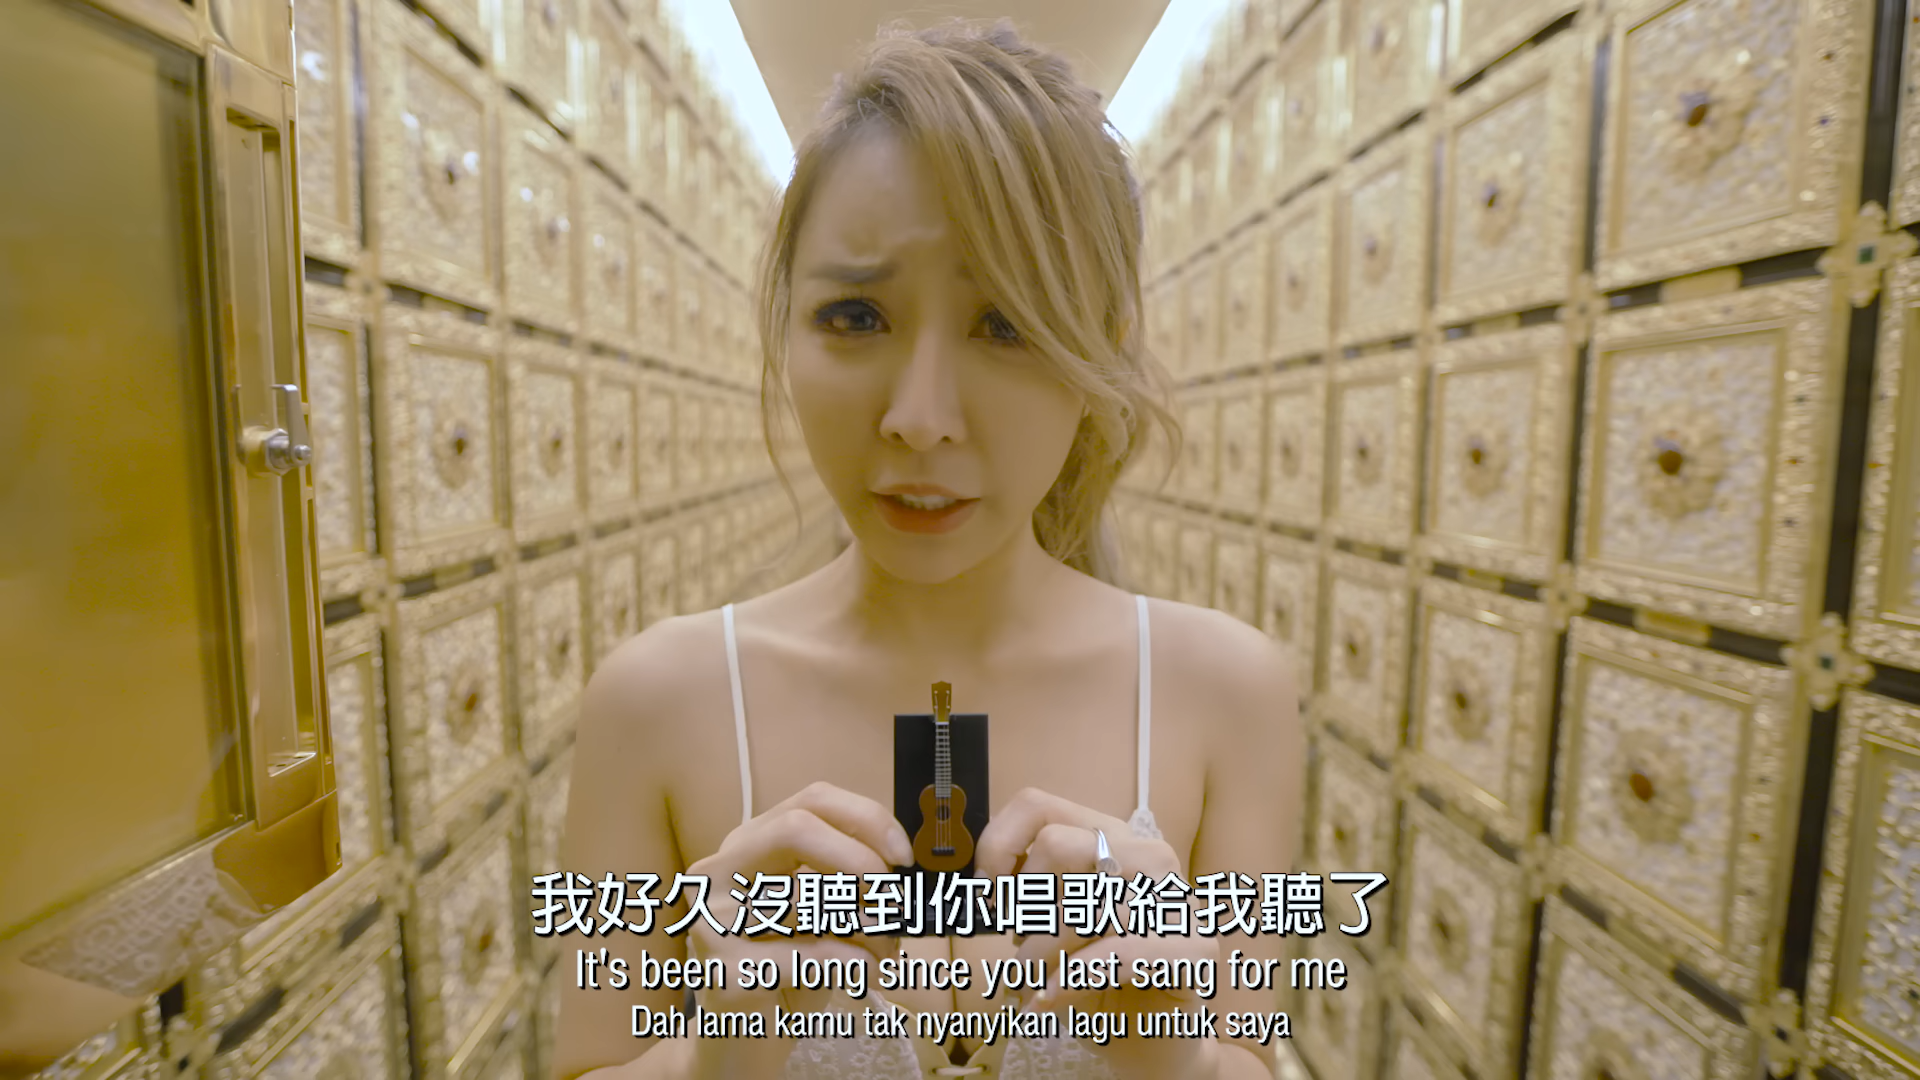 我好久沒聽到你唱歌給我聽了
It's been so long since you last sang for me
Dah lama kamu tak nyanyikan lagu untuk saya